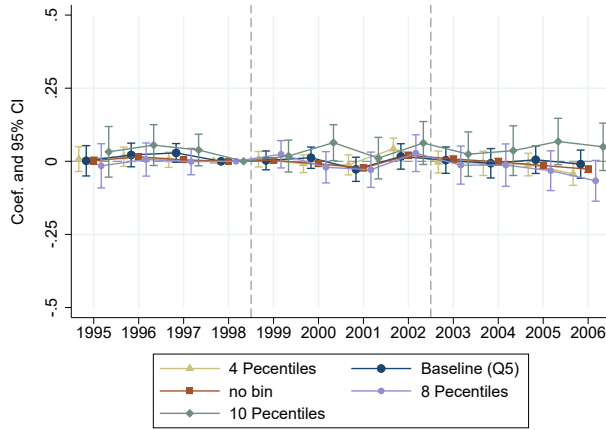 .5
.25
0
-.25
-.5
Coef. and 95% CI
1995 1996 1997 1998 1999 2000 2001 2002 2003 2004 2005 2006
4 Pecentiles Baseline (Q5)
no bin 8 Pecentiles
10 Pecentiles